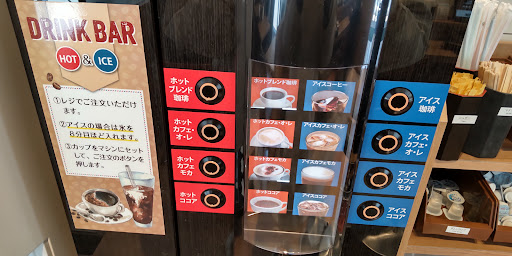 DRINK BAR
HOT & ICE
①レジでご注文いただけ
ます。
②アイスの場合は氷を
8分目ほど入れます。
③カップをマシンにセット
して、ご注文のボタンを
押します。
ホット
ブレンド
珈琲
ホット
カフェ・
オ・レ
ホット
カフェ
モカ
ホット
ココア
ホットブレンド珈琲
アイスコーヒー
ホットカフェ・オ・レ
アイスカフェ・オ・レ
ホットカフェモカ
アイスカフェモカ
ホットココア
アイスココア
アイス
珈琲
アイス
カフェ・
オ・レ
アイス
カフェ
モカ
アイス
ココア